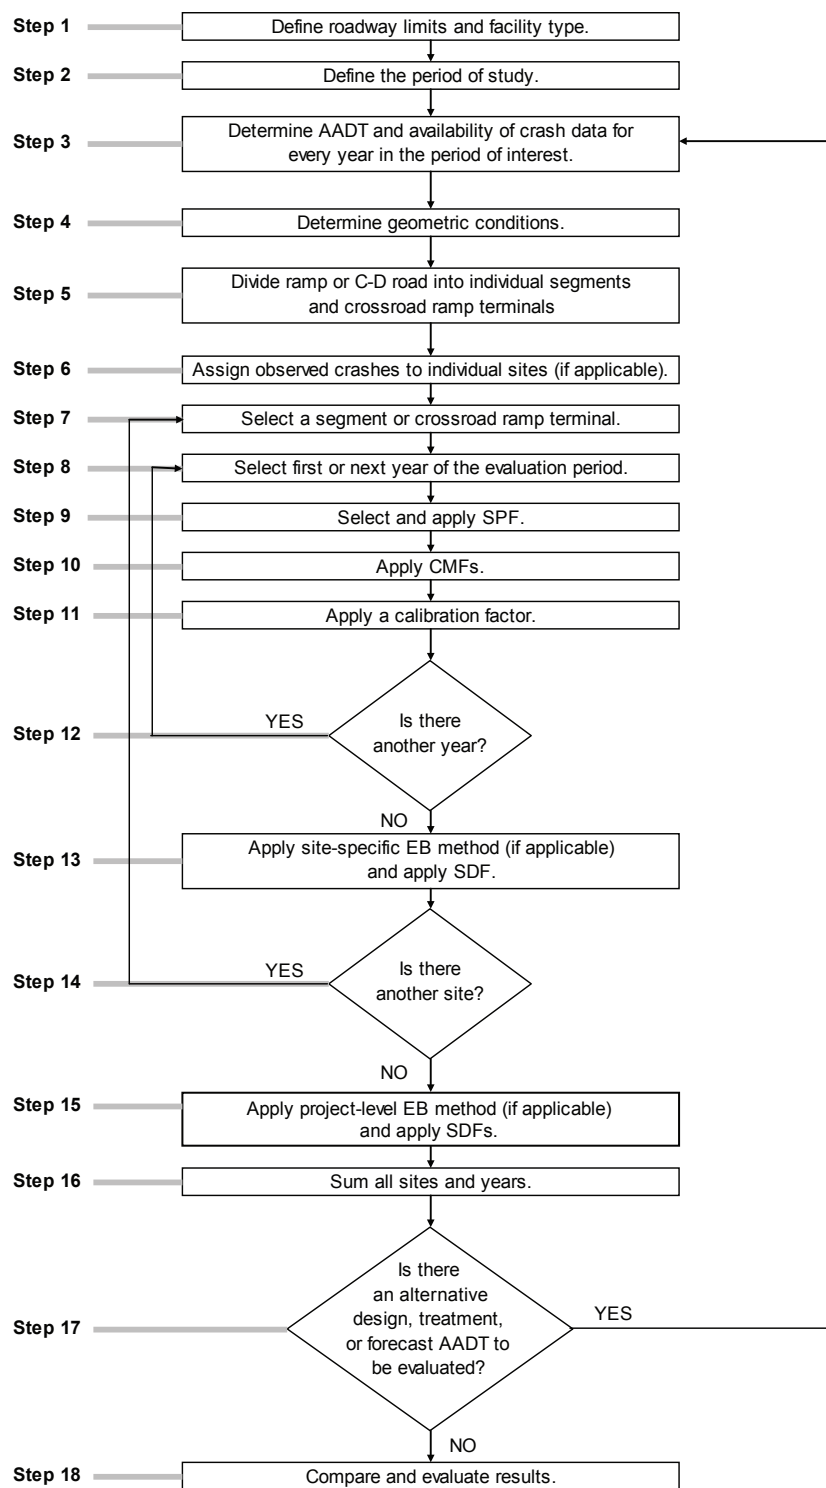 Step 1
Define roadway limits and facility type.
Step 2
Define the period of study.
Step 3
Determine AADT and availability of crash data for
every year in the period of interest.
Step 4
Determine geometric conditions.
Step 5
Divide ramp or C-D road into individual segments
and crossroad ramp terminals
Step 6
Assign observed crashes to individual sites (if applicable).
Step 7
Select a segment or crossroad ramp terminal.
Step 8
Select first or next year of the evaluation period.
Step 9
Select and apply SPF.
Step 10
Apply CMFs.
Step 11
Apply a calibration factor.
Step 12
YES
Is there
another year?
NO
Step 13
Apply site-specific EB method (if applicable)
and apply SDF.
Step 14
YES
Is there
another site?
NO
Step 15
Apply project-level EB method (if applicable)
and apply SDFs.
Step 16
Sum all sites and years.
Step 17
Is there
an alternative
design, treatment,
or forecast AADT to
be evaluated?
YES
NO
Step 18
Compare and evaluate results.